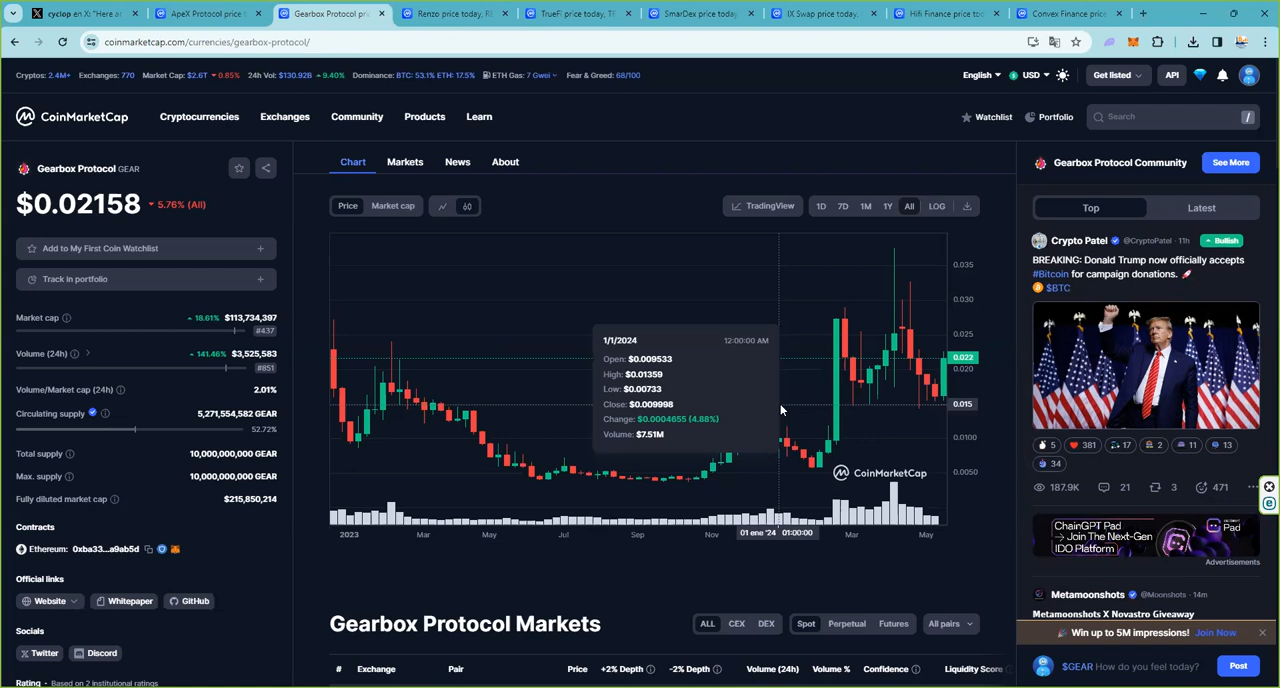 cyclop en X: "Here a
ApeX Protocol price t
Gearbox Protocol pri
Renzo price today, RE
TrueFi price today, TF
SmarDex price today,
IX Swap price today,
Hifi Finance price too
Convex Finance price
coinmarketcap.com/currencies/gearbox-protocol/
Cryptos: 2.4M+ Exchanges: 770 Market Cap: $2.6T 0.85% 24h Vol: $130.92B 9.40% Dominance: BTC: 53.1% ETH: 17.5% ETH Gas: 7 Gwei Fear & Greed: 68/100
English USD Get listed API
CoinMarketCap Cryptocurrencies Exchanges Community Products Learn Watchlist Portfolio Search /
Gearbox Protocol GEAR
$0.02158 5.76% (All)
Add to My First Coin Watchlist +
Track in portfolio +
Market cap 18.61% $113,734,397
#437
Volume (24h) 141.46% $3,525,583
#851
Volume/Market cap (24h) 2.01%
Circulating supply 5,271,554,582 GEAR
52.72%
Total supply 10,000,000,000 GEAR
Max. supply 10,000,000,000 GEAR
Fully diluted market cap $215,850,214
Contracts
Ethereum: 0xba33...a9ab5d
Official links
Website Whitepaper GitHub
Socials
Twitter Discord
Rating · Based on 2 institutional ratings
Chart Markets News About
Price Market cap TradingView 1D 7D 1M 1Y All LOG
0.035
0.030
0.025
0.022
0.020
0.015
0.0100
0.0050
1/1/2024 12:00:00 AM
Open: $0.009533
High: $0.01359
Low: $0.00733
Close: $0.009998
Change: $0.0004655 (4.88%)
Volume: $7.51M
CoinMarketCap
2023 Mar May Jul Sep Nov 01 ene '24 01:00:00 Mar May
Gearbox Protocol Markets
ALL CEX DEX Spot Perpetual Futures All pairs
# Exchange Pair Price +2% Depth -2% Depth Volume (24h) Volume % Confidence Liquidity Score
Gearbox Protocol Community See More
Top Latest
Crypto Patel @CryptoPatel · 11h Bullish
BREAKING: Donald Trump now officially accepts
#Bitcoin for campaign donations. 🚀
$BTC
5 381 17 2 11 13
34
187.9K 21 3 471
ChainGPT Pad
→ Join The Next-Gen
IDO Platform
Pad
Advertisements
Metamoonshots @Moonshots · 14m
Metamoonshots X Novastro Giveaway
Win up to 5M impressions! Join Now
$GEAR How do you feel today? Post